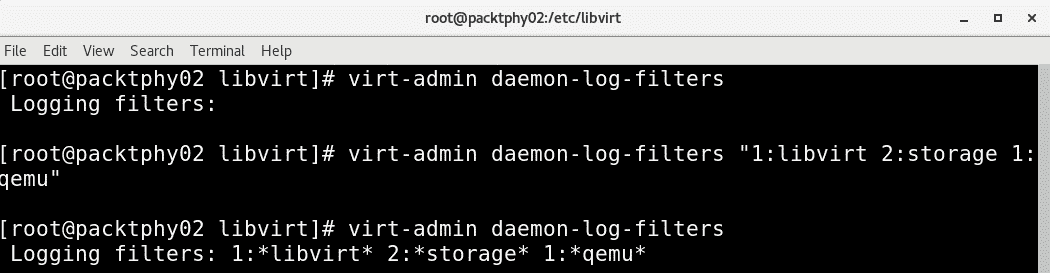 root@packtphy02:/etc/libvirt
File Edit View Search Terminal Help
[root@packtphy02 libvirt]# virt-admin daemon-log-filters
 Logging filters:
[root@packtphy02 libvirt]# virt-admin daemon-log-filters "1:libvirt 2:storage 1:
qemu"
[root@packtphy02 libvirt]# virt-admin daemon-log-filters
 Logging filters: 1:*libvirt* 2:*storage* 1:*qemu*